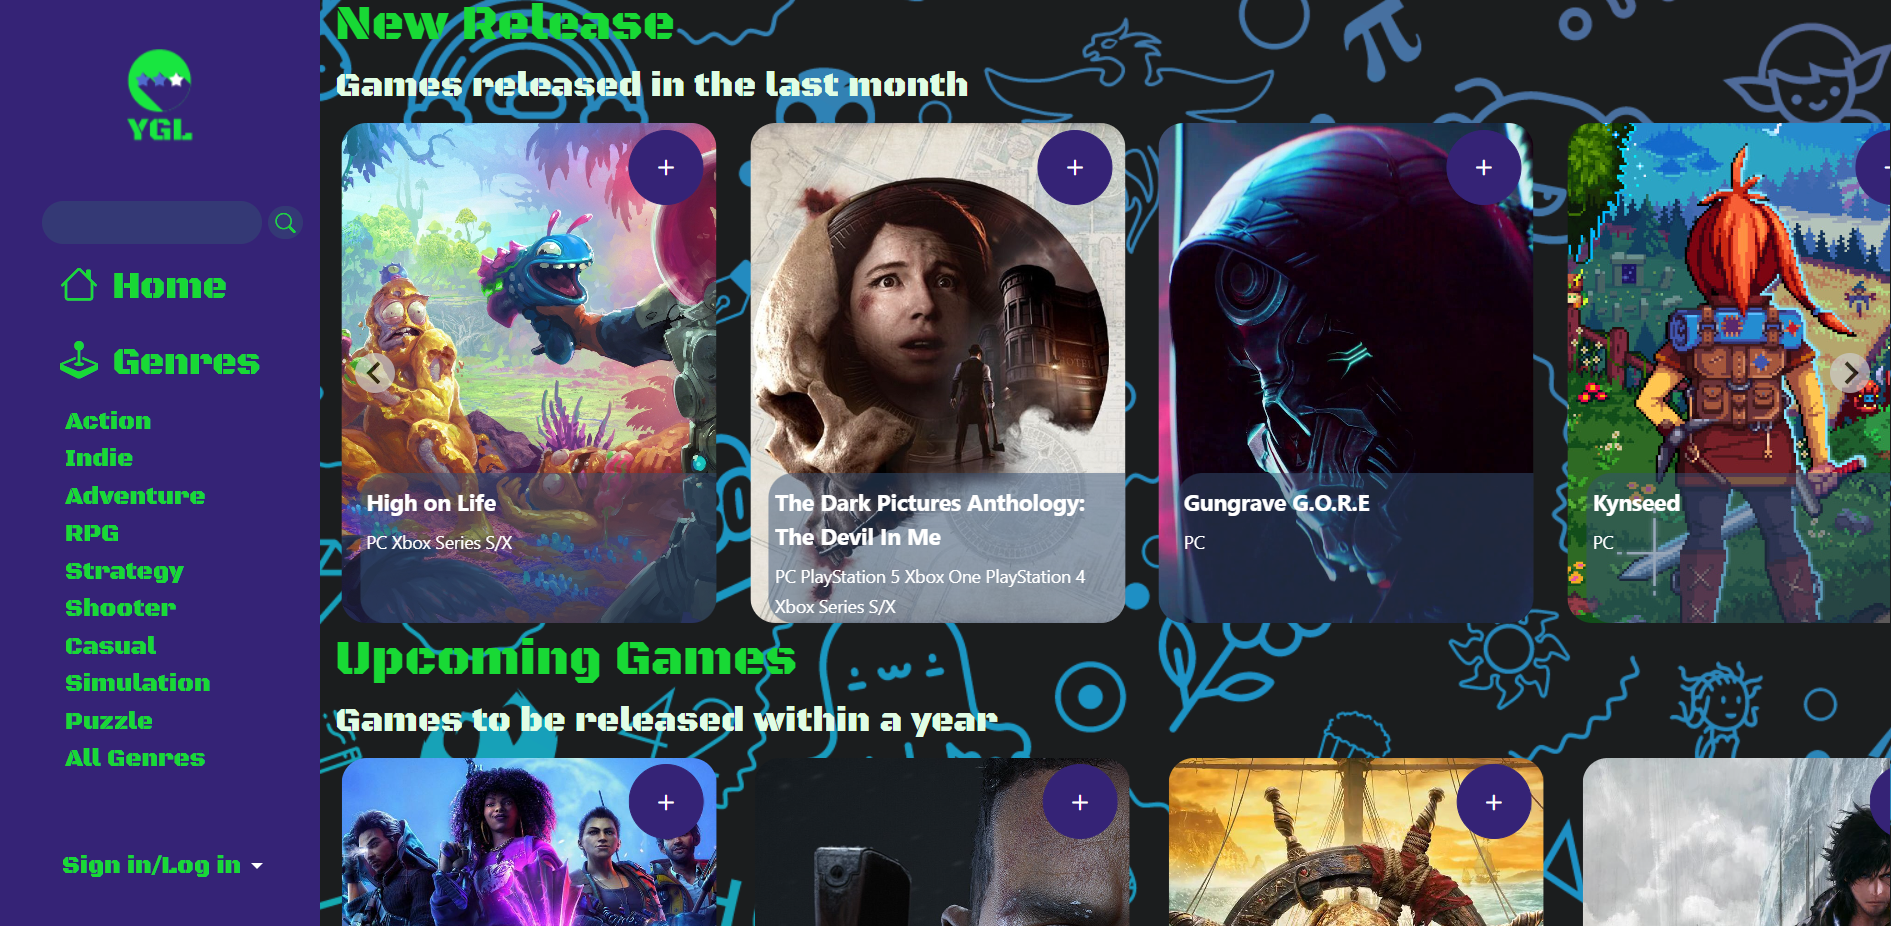 YGL
Home
Genres
Action
Indie
Adventure
RPG
Strategy
Shooter
Casual
Simulation
Puzzle
All Genres
Sign in/Log in
New Release
Games released in the last month
+
+
+
High on Life
PC Xbox Series S/X
The Dark Pictures Anthology:
The Devil In Me
PC PlayStation 5 Xbox One PlayStation 4
Xbox Series S/X
Gungrave G.O.R.E
PC
Kynseed
PC
Upcoming Games
Games to be released within a year
+
+
+